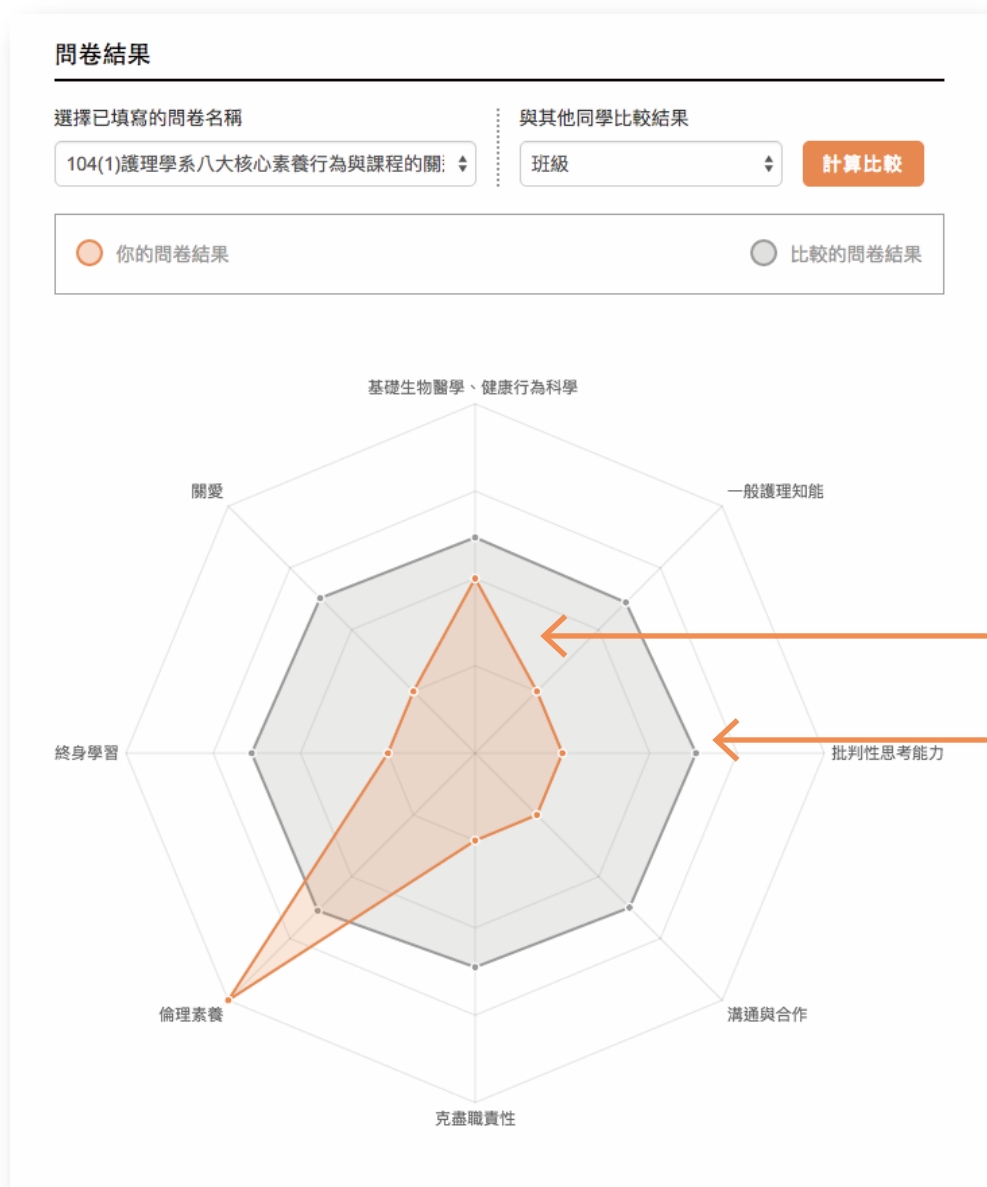 問卷結果
選擇已填寫的問卷名稱
與其他同學比較結果
104(1)護理學系八大核心素養行為與課程的關
班級
計算比較
你的問卷結果
比較的問卷結果
基礎生物醫學、健康行為科學
關愛
一般護理知能
終身學習
批判性思考能力
倫理素養
溝通與合作
克盡職責性